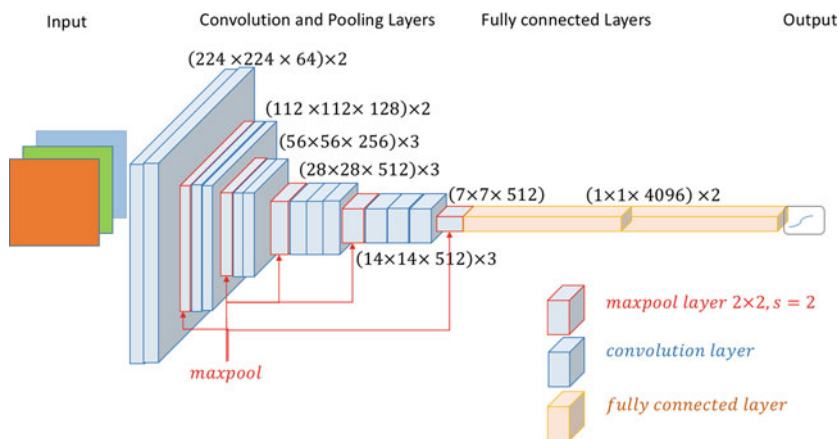 Input Convolution and Pooling Layers Fully connected Layers Output
(224 ×224 × 64)×2
(112 ×112× 128)×2
(56×56× 256)×3
(28×28× 512)×3
(7×7× 512) (1×1× 4096) ×2
(14×14× 512)×3
maxpool layer 2×2, s = 2
convolution layer
maxpool
fully connected layer